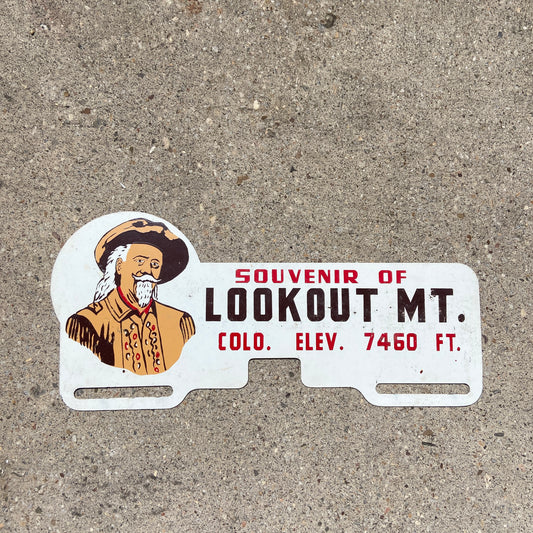 SOUVENIR OF
LOOKOUT MT.
COLO. ELEV. 7460 FT.